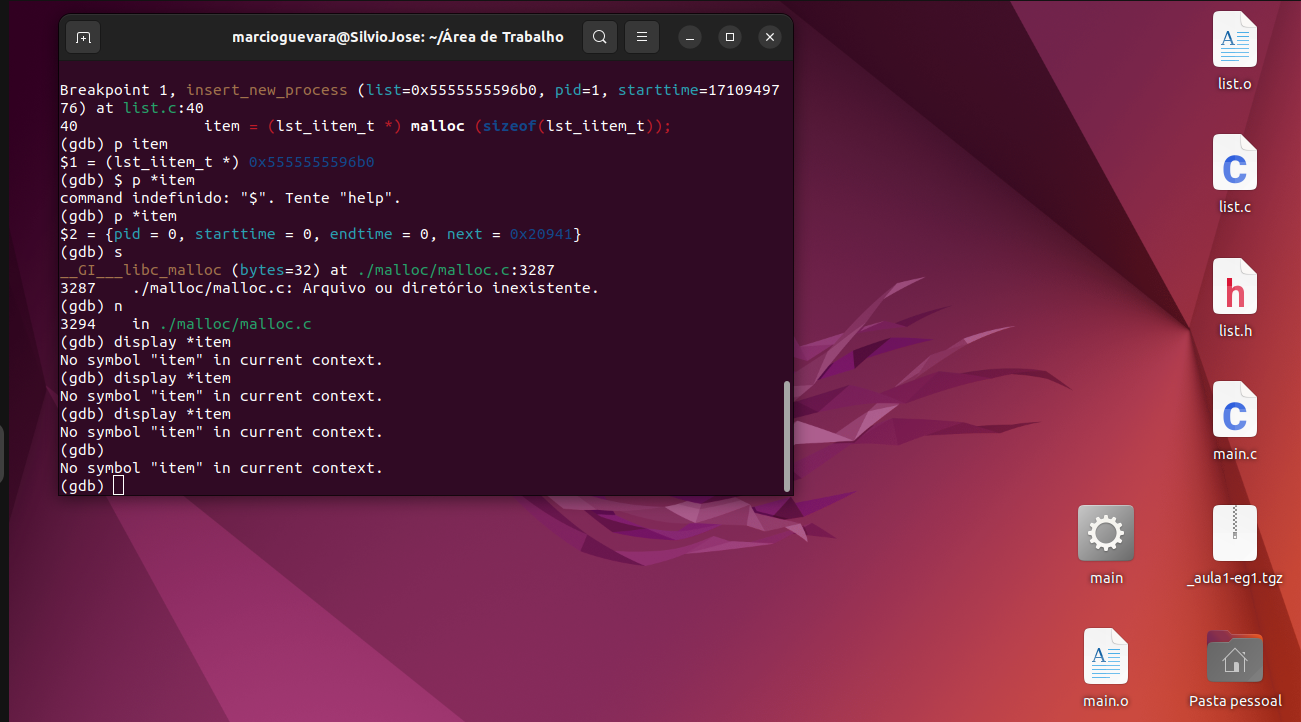 marcioguevara@SilvioJose: ~/Área de Trabalho
Breakpoint 1, insert_new_process (list=0x5555555596b0, pid=1, starttime=17109497
76) at list.c:40
40 item = (lst_iitem_t *) malloc (sizeof(lst_iitem_t));
(gdb) p item
$1 = (lst_iitem_t *) 0x5555555596b0
(gdb) $ p *item
command indefinido: "$". Tente "help".
(gdb) p *item
$2 = {pid = 0, starttime = 0, endtime = 0, next = 0x20941}
(gdb) s
__GI___libc_malloc (bytes=32) at ./malloc/malloc.c:3287
3287 ./malloc/malloc.c: Arquivo ou diretório inexistente.
(gdb) n
3294 in ./malloc/malloc.c
(gdb) display *item
No symbol "item" in current context.
(gdb) display *item
No symbol "item" in current context.
(gdb) display *item
No symbol "item" in current context.
(gdb)
No symbol "item" in current context.
(gdb)
A
list.o
C
list.c
h
list.h
C
main.c
main
_aula1-eg1.tgz
A
main.o
Pasta pessoal